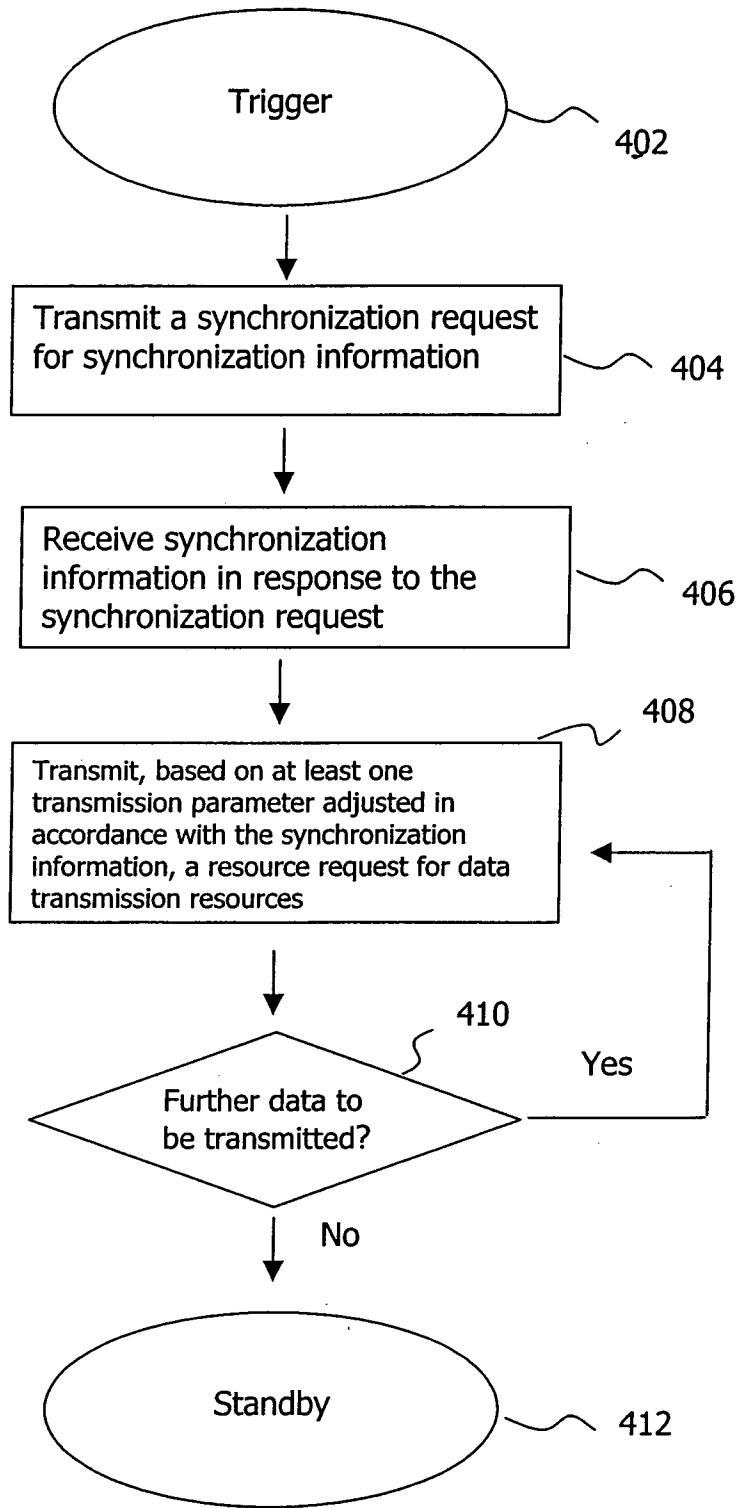 Trigger
402
Transmit a synchronization request
for synchronization information
404
Receive synchronization
information in response to the
synchronization request
406
408
Transmit, based on at least one
transmission parameter adjusted in
accordance with the synchronization
information, a resource request for data
transmission resources
410
Yes
Further data to
be transmitted?
No
Standby
412